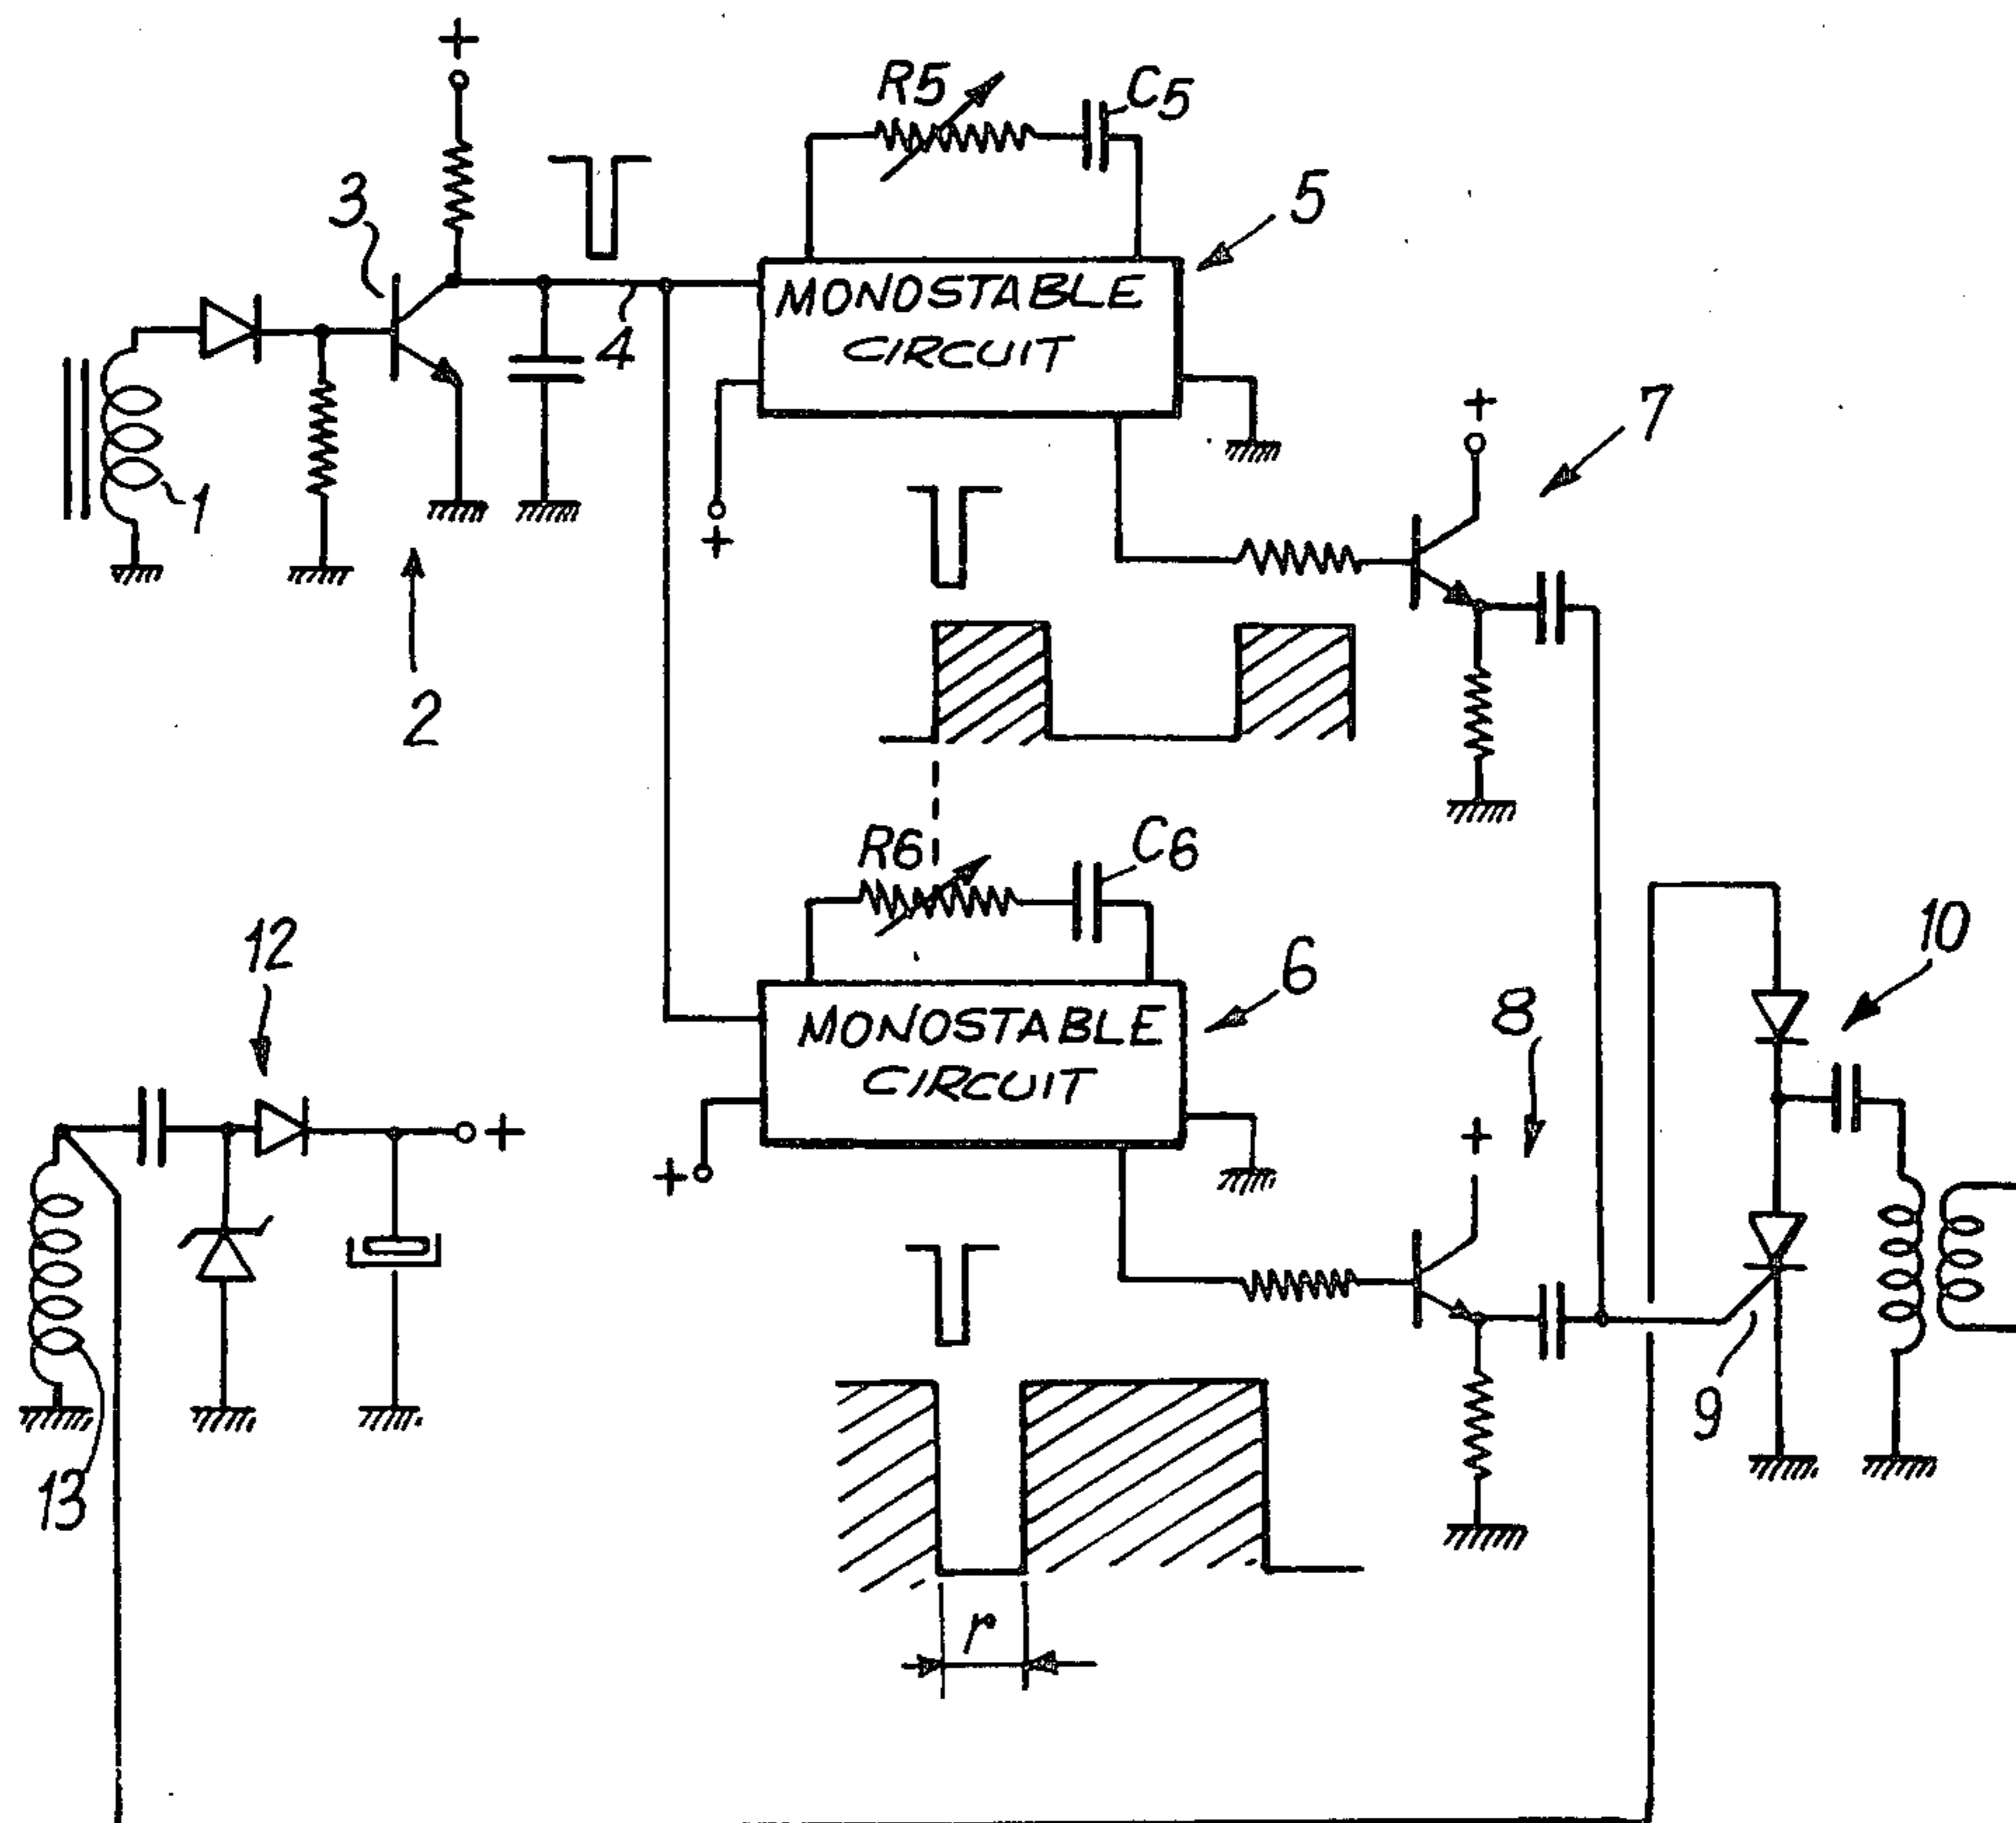 +
R5
C5
3
5
MONOSTABLE
CIRCUIT
4
7
+
1
+
2
R6
C6
12
10
6
MONOSTABLE
CIRCUIT
8
+
+
+
9
13
r